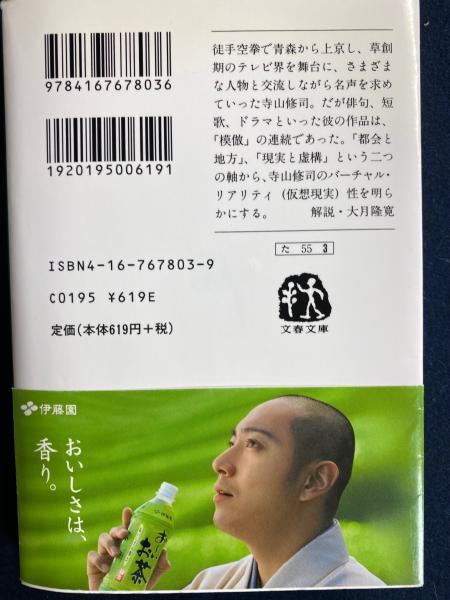 9784167678036
1920195006191
ISBN4-16-767803-9
C0195 ¥619E
定価(本体619円+税)
徒手空拳で青森から上京し、草創
期のテレビ界を舞台に、さまざま
な人物と交流しながら名声を求め
ていった寺山修司。だが俳句、短
歌、ドラマといった彼の作品は、
「模倣」の連続であった。「都会と
地方」、「現実と虚構」という二つ
の軸から、寺山修司のバーチャル・
リアリティ(仮想現実)性を明ら
かにする。 解説・大月隆寛
た 55 3
文春文庫
伊藤園
おいしさは、
香り。
お〜いお茶